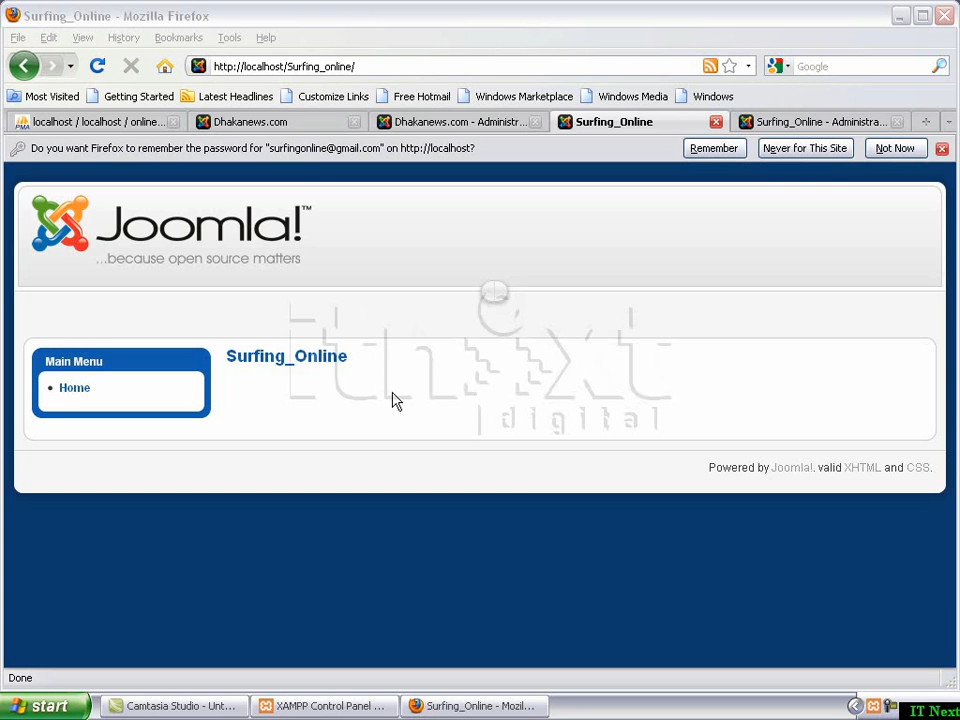 Surfing_Online - Mozilla Firefox
File Edit View History Bookmarks Tools Help
http://localhost/Surfing_online/
Google
Most Visited Getting Started Latest Headlines Customize Links Free Hotmail Windows Marketplace Windows Media Windows
localhost / localhost / online... Dhakanews.com Dhakanews.com - Administr... Surfing_Online Surfing_Online - Administra...
Do you want Firefox to remember the password for "surfingonline@gmail.com" on http://localhost? Remember Never for This Site Not Now
Joomla!™
...because open source matters
Main Menu
Home
Surfing_Online
digital
Powered by Joomla!. valid XHTML and CSS.
Done
start Camtasia Studio - Unt... XAMPP Control Panel ... Surfing_Online - Mozil... IT Next